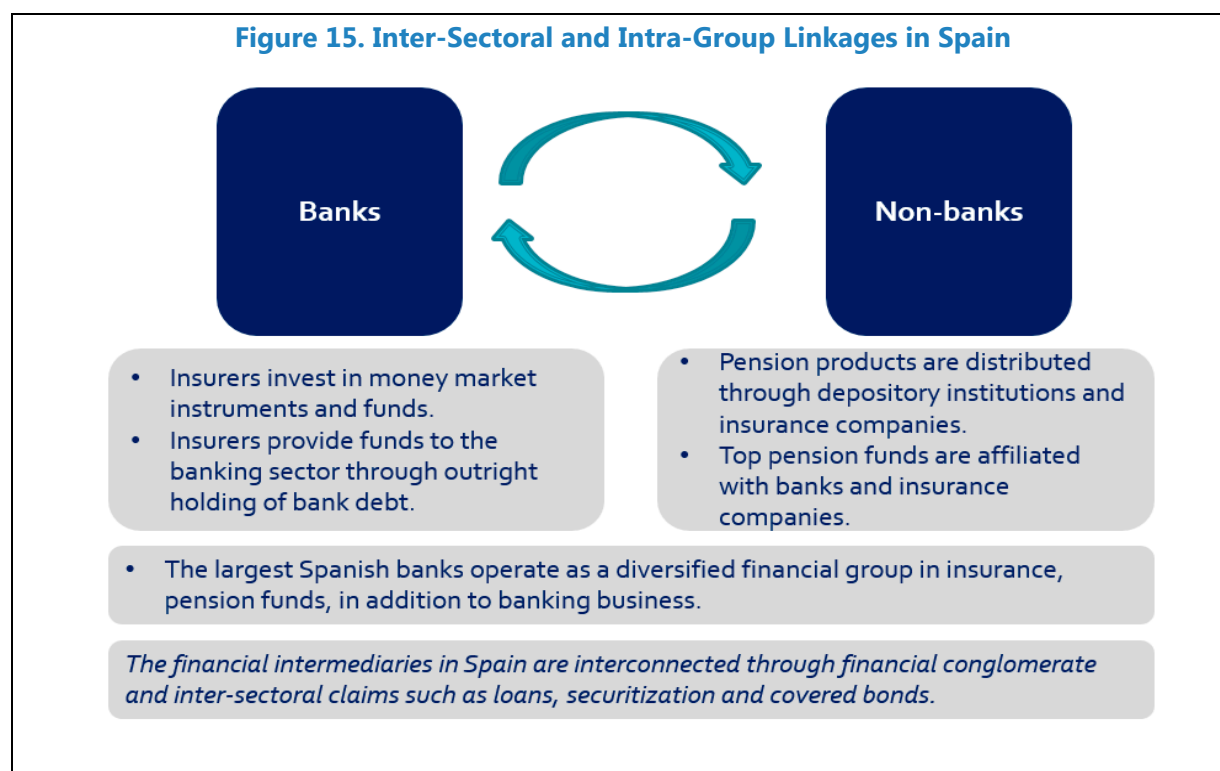 Figure 15. Inter-Sectoral and Intra-Group Linkages in Spain
Banks
Non-banks
• Insurers invest in money market
instruments and funds.
• Insurers provide funds to the
banking sector through outright
holding of bank debt.
• Pension products are distributed
through depository institutions and
insurance companies.
• Top pension funds are affiliated
with banks and insurance
companies.
• The largest Spanish banks operate as a diversified financial group in insurance,
pension funds, in addition to banking business.
The financial intermediaries in Spain are interconnected through financial conglomerate
and inter-sectoral claims such as loans, securitization and covered bonds.